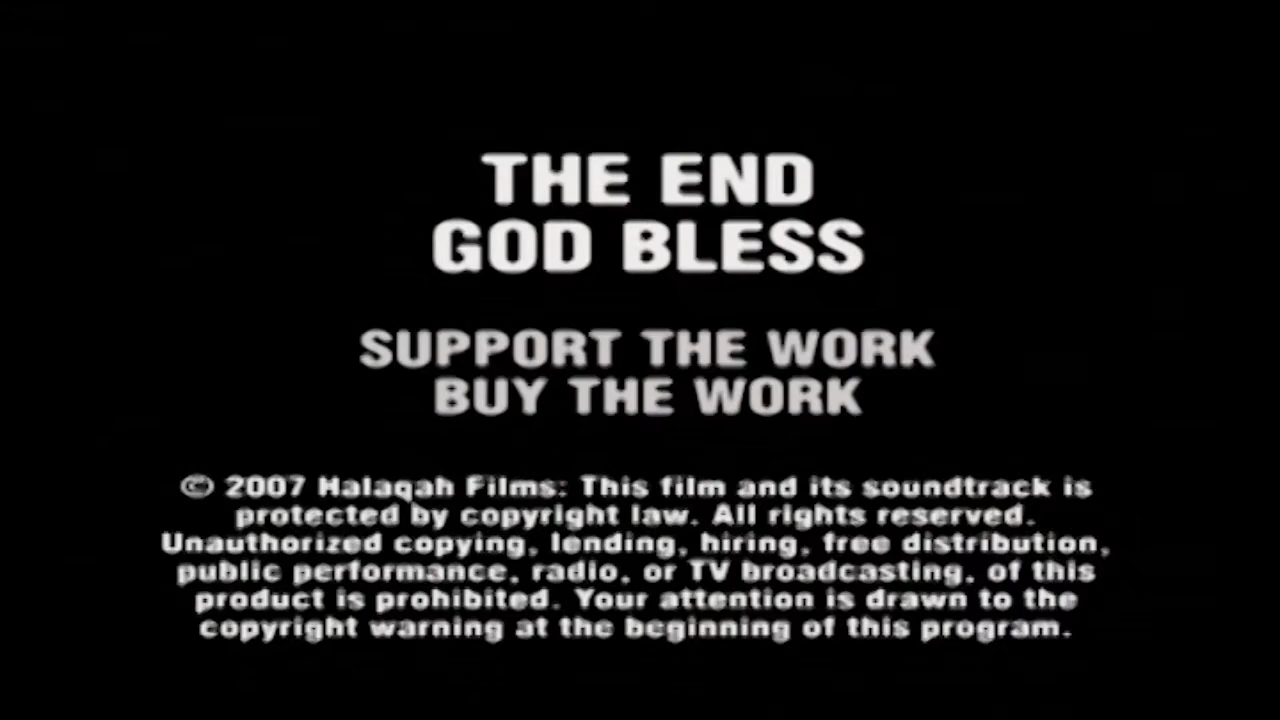 THE END
GOD BLESS
SUPPORT THE WORK
BUY THE WORK
© 2007 Halaqah Films: This film and its soundtrack is
protected by copyright law. All rights reserved.
Unauthorized copying, lending, hiring, free distribution,
public performance, radio, or TV broadcasting, of this
product is prohibited. Your attention is drawn to the
copyright warning at the beginning of this program.